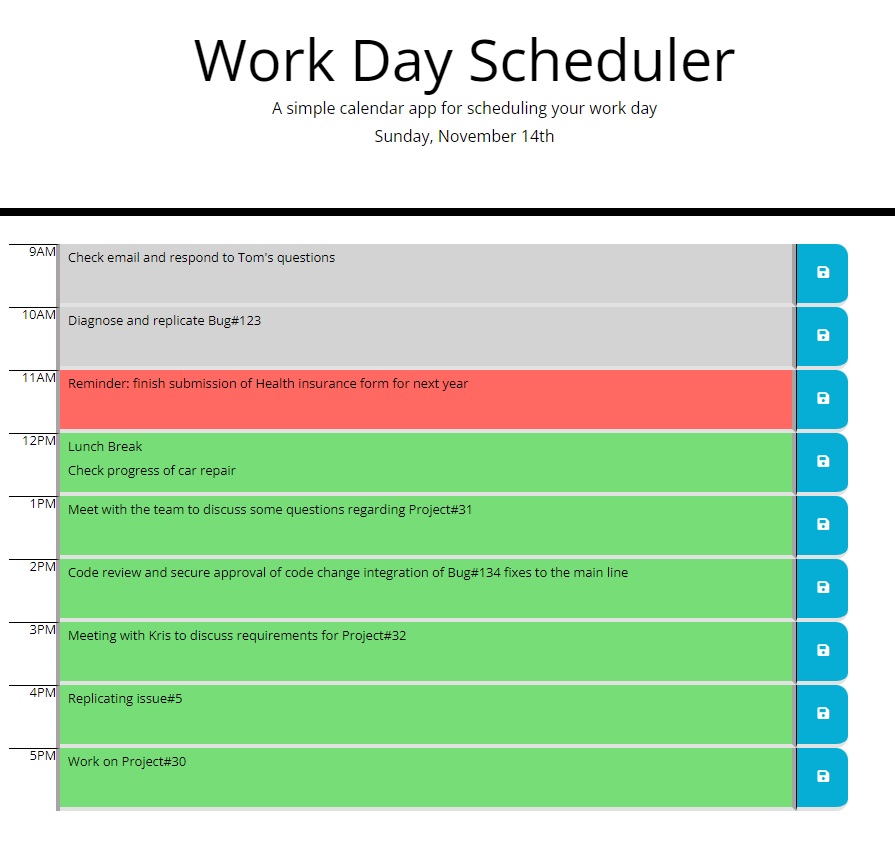 Work Day Scheduler
A simple calendar app for scheduling your work day
Sunday, November 14th
9AM Check email and respond to Tom's questions
10AM Diagnose and replicate Bug#123
11AM Reminder: finish submission of Health insurance form for next year
12PM Lunch Break
Check progress of car repair
1PM Meet with the team to discuss some questions regarding Project#31
2PM Code review and secure approval of code change integration of Bug#134 fixes to the main line
3PM Meeting with Kris to discuss requirements for Project#32
4PM Replicating issue#5
5PM Work on Project#30